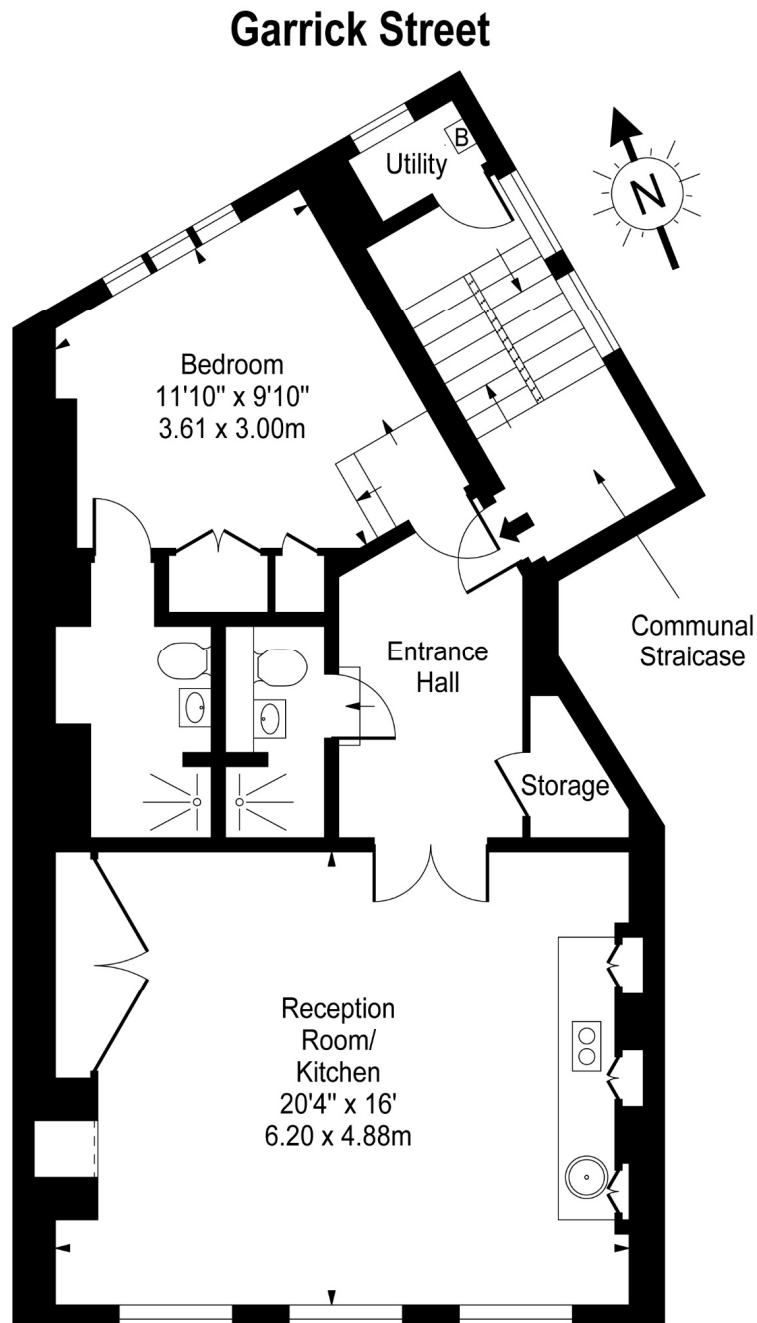 Garrick Street
B
Utility
N
Bedroom
11'10" x 9'10"
3.61 x 3.00m
Communal
Straicase
Entrance
Hall
Storage
Reception
Room/
Kitchen
20'4" x 16'
6.20 x 4.88m